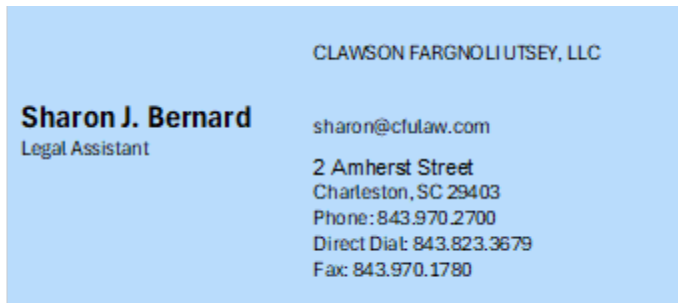 CLAWSON FARGNOLI UTSEY, LLC
Sharon J. Bernard
Legal Assistant
sharon@cfulaw.com
2 Amherst Street
Charleston, SC 29403
Phone: 843.970.2700
Direct Dial: 843.823.3679
Fax: 843.970.1780